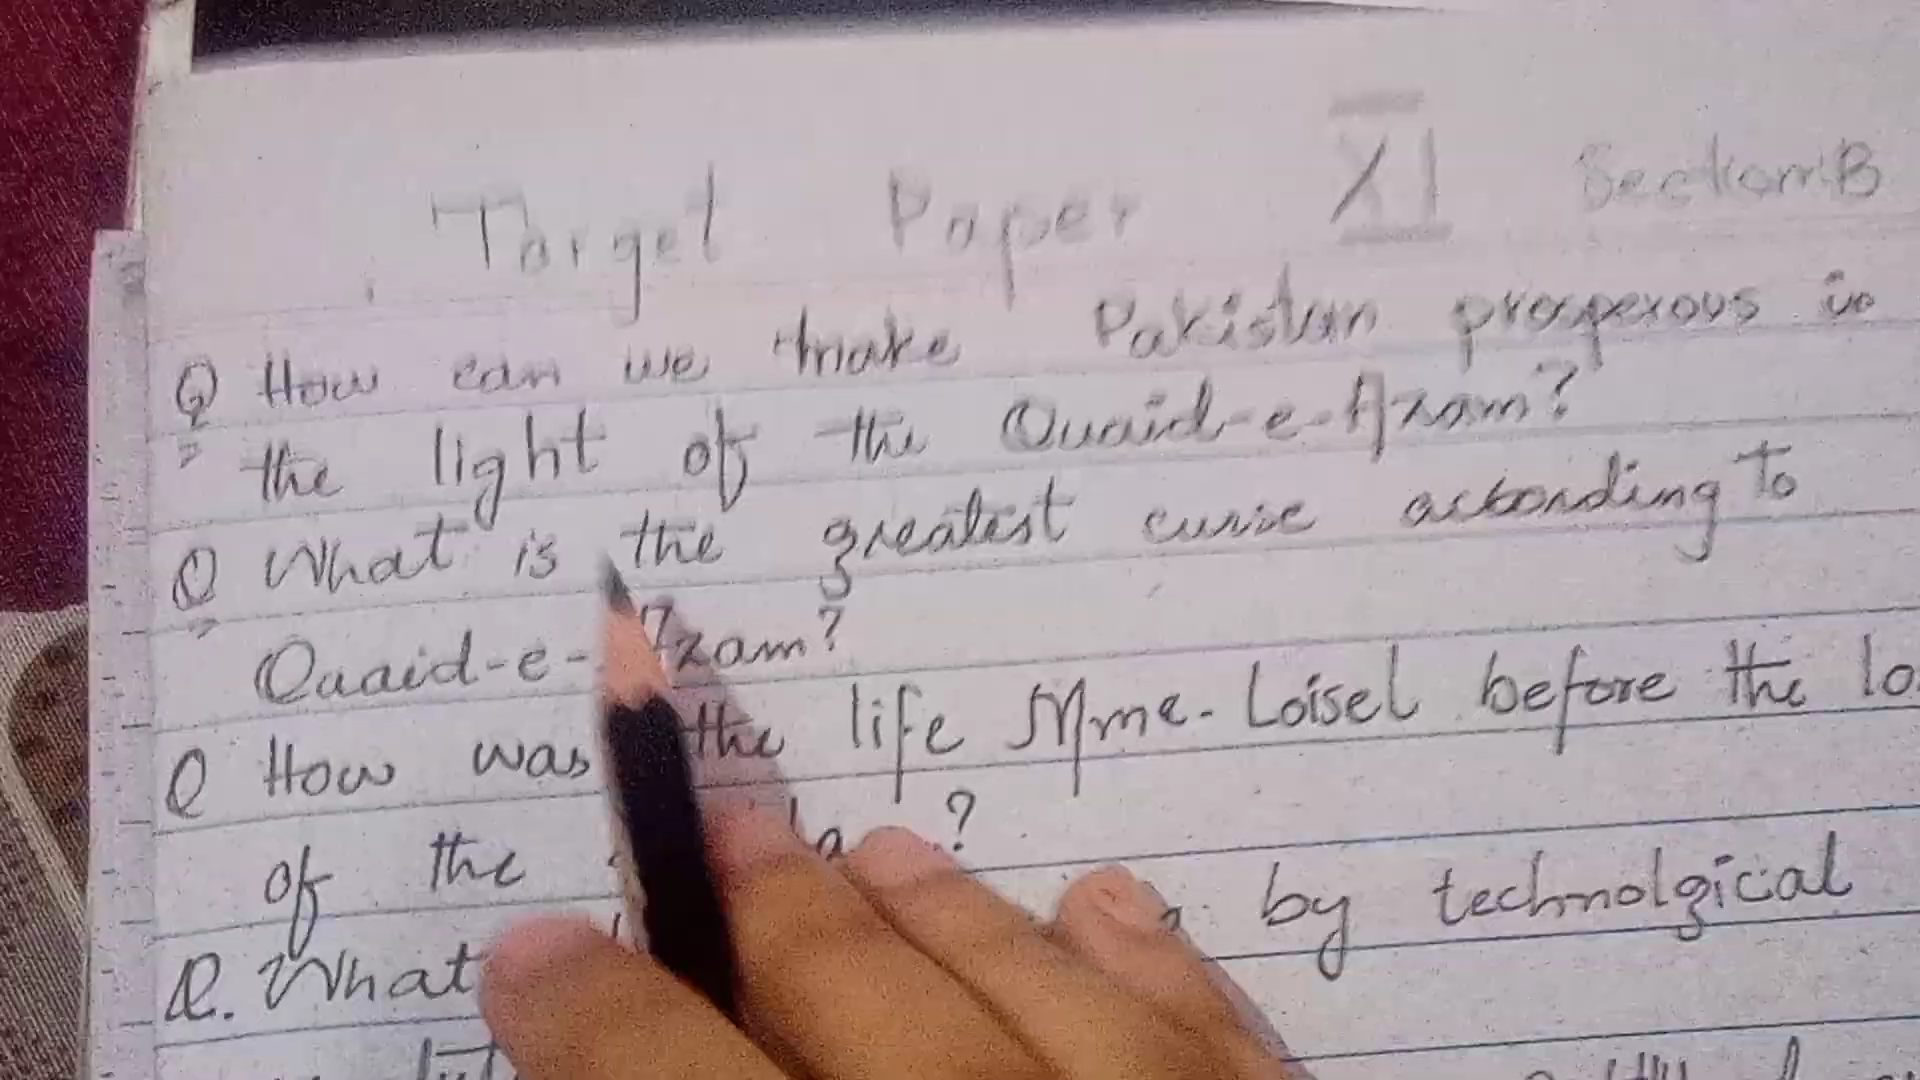 Target Paper XI Section B
Q How can we make Pakistan prosperous in
the light of the Quaid-e-Azam?
Q What is the greatest curse according to
Quaid-e-Azam?
Q How was the life Mme. Loisel before the
of the ?
Q. What by technolgical